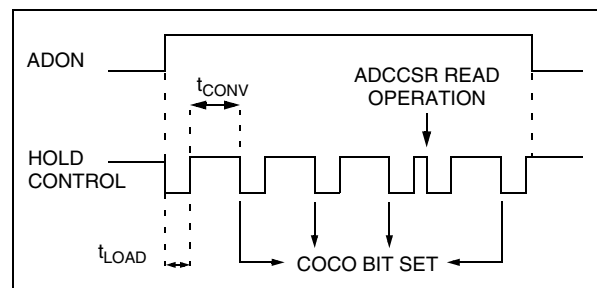 ADON
ADCCSR READ
OPERATION
tCONV
HOLD
CONTROL
tLOAD
COCO BIT SET